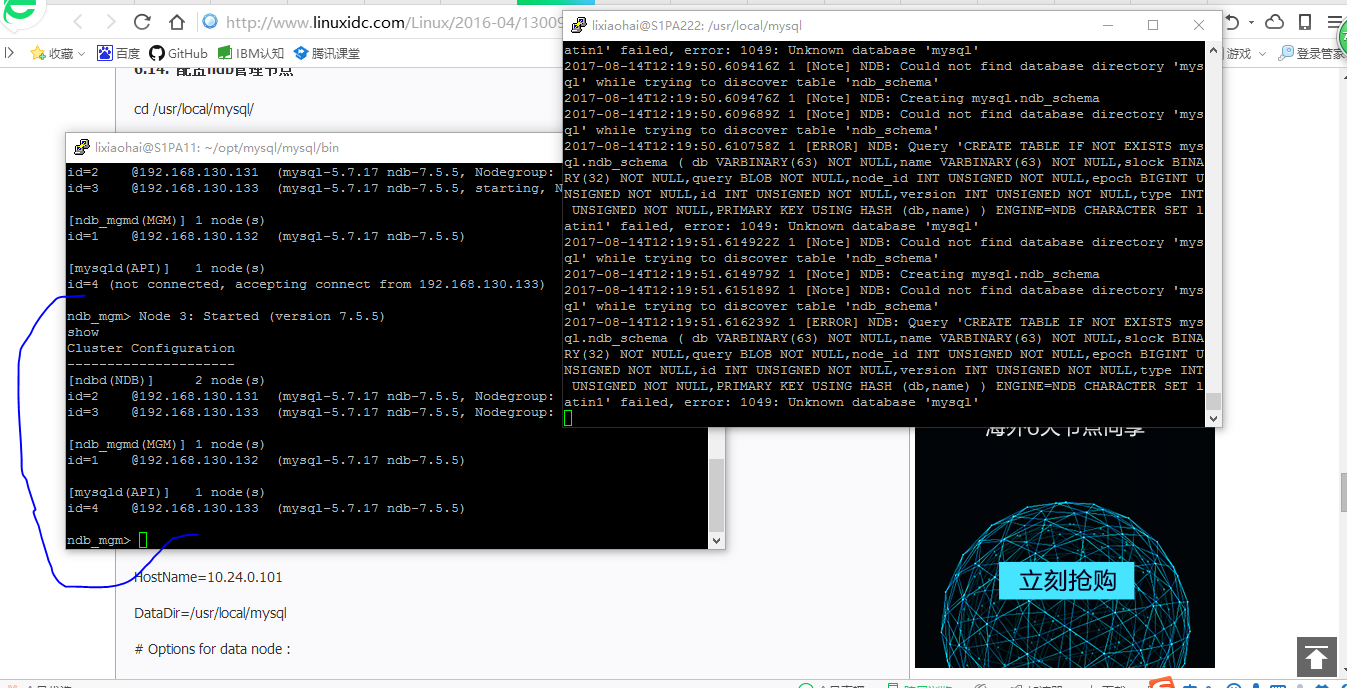 http://www.linuxidc.com/Linux/2016-04/13009
收藏
百度
GitHub
IBM认知
腾讯课堂
游戏
登录管家
6.14. 配置ndb管理节点
cd /usr/local/mysql/
lixiaohai@S1PA11: ~/opt/mysql/mysql/bin
id=2    @192.168.130.131  (mysql-5.7.17 ndb-7.5.5, Nodegroup:
id=3    @192.168.130.133  (mysql-5.7.17 ndb-7.5.5, starting, N
[ndb_mgmd(MGM)] 1 node(s)
id=1    @192.168.130.132  (mysql-5.7.17 ndb-7.5.5)
[mysqld(API)]   1 node(s)
id=4 (not connected, accepting connect from 192.168.130.133)
ndb_mgm> Node 3: Started (version 7.5.5)
show
Cluster Configuration
---------------------
[ndbd(NDB)]     2 node(s)
id=2    @192.168.130.131  (mysql-5.7.17 ndb-7.5.5, Nodegroup:
id=3    @192.168.130.133  (mysql-5.7.17 ndb-7.5.5, Nodegroup:
[ndb_mgmd(MGM)] 1 node(s)
id=1    @192.168.130.132  (mysql-5.7.17 ndb-7.5.5)
[mysqld(API)]   1 node(s)
id=4    @192.168.130.133  (mysql-5.7.17 ndb-7.5.5)
ndb_mgm>
lixiaohai@S1PA222: /usr/local/mysql
atin1' failed, error: 1049: Unknown database 'mysql'
2017-08-14T12:19:50.609416Z 1 [Note] NDB: Could not find database directory 'mys
ql' while trying to discover table 'ndb_schema'
2017-08-14T12:19:50.609476Z 1 [Note] NDB: Creating mysql.ndb_schema
2017-08-14T12:19:50.609689Z 1 [Note] NDB: Could not find database directory 'mys
ql' while trying to discover table 'ndb_schema'
2017-08-14T12:19:50.610758Z 1 [ERROR] NDB: Query 'CREATE TABLE IF NOT EXISTS mys
ql.ndb_schema ( db VARBINARY(63) NOT NULL,name VARBINARY(63) NOT NULL,slock BINA
RY(32) NOT NULL,query BLOB NOT NULL,node_id INT UNSIGNED NOT NULL,epoch BIGINT U
NSIGNED NOT NULL,id INT UNSIGNED NOT NULL,version INT UNSIGNED NOT NULL,type INT
 UNSIGNED NOT NULL,PRIMARY KEY USING HASH (db,name) ) ENGINE=NDB CHARACTER SET l
atin1' failed, error: 1049: Unknown database 'mysql'
2017-08-14T12:19:51.614922Z 1 [Note] NDB: Could not find database directory 'mys
ql' while trying to discover table 'ndb_schema'
2017-08-14T12:19:51.614979Z 1 [Note] NDB: Creating mysql.ndb_schema
2017-08-14T12:19:51.615189Z 1 [Note] NDB: Could not find database directory 'mys
ql' while trying to discover table 'ndb_schema'
2017-08-14T12:19:51.616239Z 1 [ERROR] NDB: Query 'CREATE TABLE IF NOT EXISTS mys
ql.ndb_schema ( db VARBINARY(63) NOT NULL,name VARBINARY(63) NOT NULL,slock BINA
RY(32) NOT NULL,query BLOB NOT NULL,node_id INT UNSIGNED NOT NULL,epoch BIGINT U
NSIGNED NOT NULL,id INT UNSIGNED NOT NULL,version INT UNSIGNED NOT NULL,type INT
 UNSIGNED NOT NULL,PRIMARY KEY USING HASH (db,name) ) ENGINE=NDB CHARACTER SET l
atin1' failed, error: 1049: Unknown database 'mysql'
立刻抢购
HostName=10.24.0.101
DataDir=/usr/local/mysql
# Options for data node :